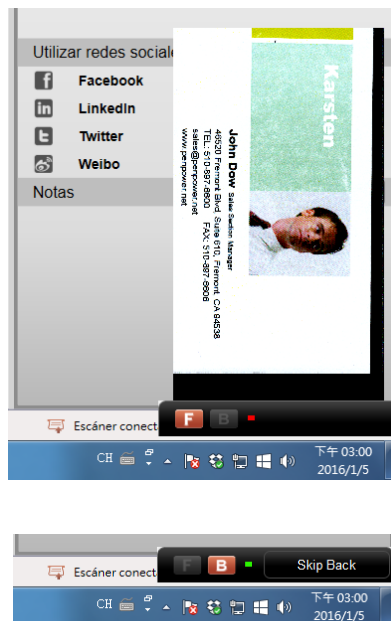 Utilizar redes sociale
Facebook
LinkedIn
Twitter
Weibo
Notas
Karsten
John Dow Sales Section Manager
46520 Fremont Blvd. Suite 610, Fremont, CA 94538
TEL: 510-897-6600 FAX: 510-897-6606
sales@penpower.net
www.penpower.net
F B
Escáner conect
CH
下午 03:00
2016/1/5
F B Skip Back
Escáner conect
CH
下午 03:00
2016/1/5